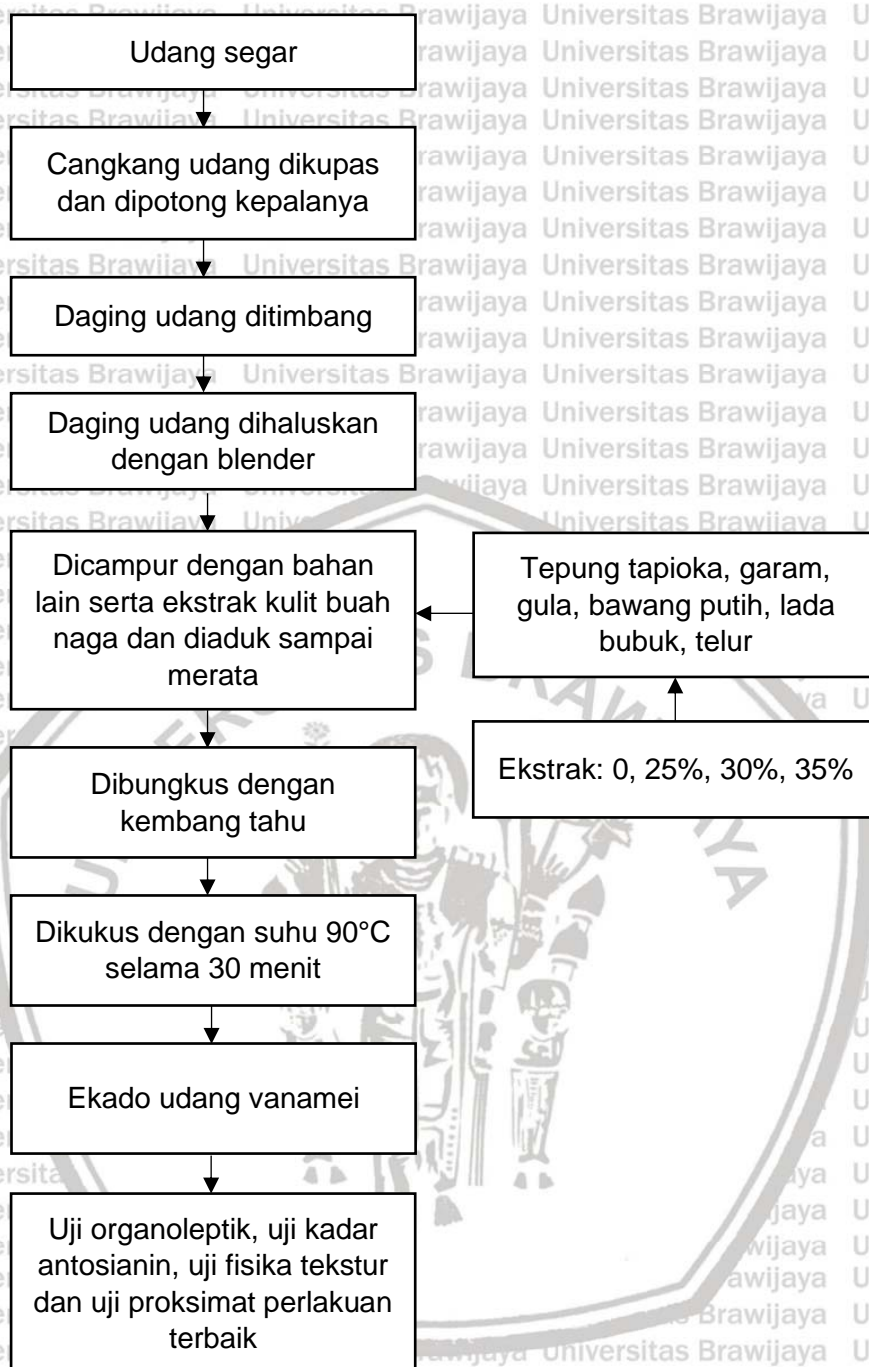 Udang segar
Cangkang udang dikupas
dan dipotong kepalanya
Daging udang ditimbang
Daging udang dihaluskan
dengan blender
Dicampur dengan bahan
lain serta ekstrak kulit buah
naga dan diaduk sampai
merata
Tepung tapioka, garam,
gula, bawang putih, lada
bubuk, telur
Ekstrak: 0, 25%, 30%, 35%
Dibungkus dengan
kembang tahu
Dikukus dengan suhu 90°C
selama 30 menit
Ekado udang vanamei
Uji organoleptik, uji kadar
antosianin, uji fisika tekstur
dan uji proksimat perlakuan
terbaik